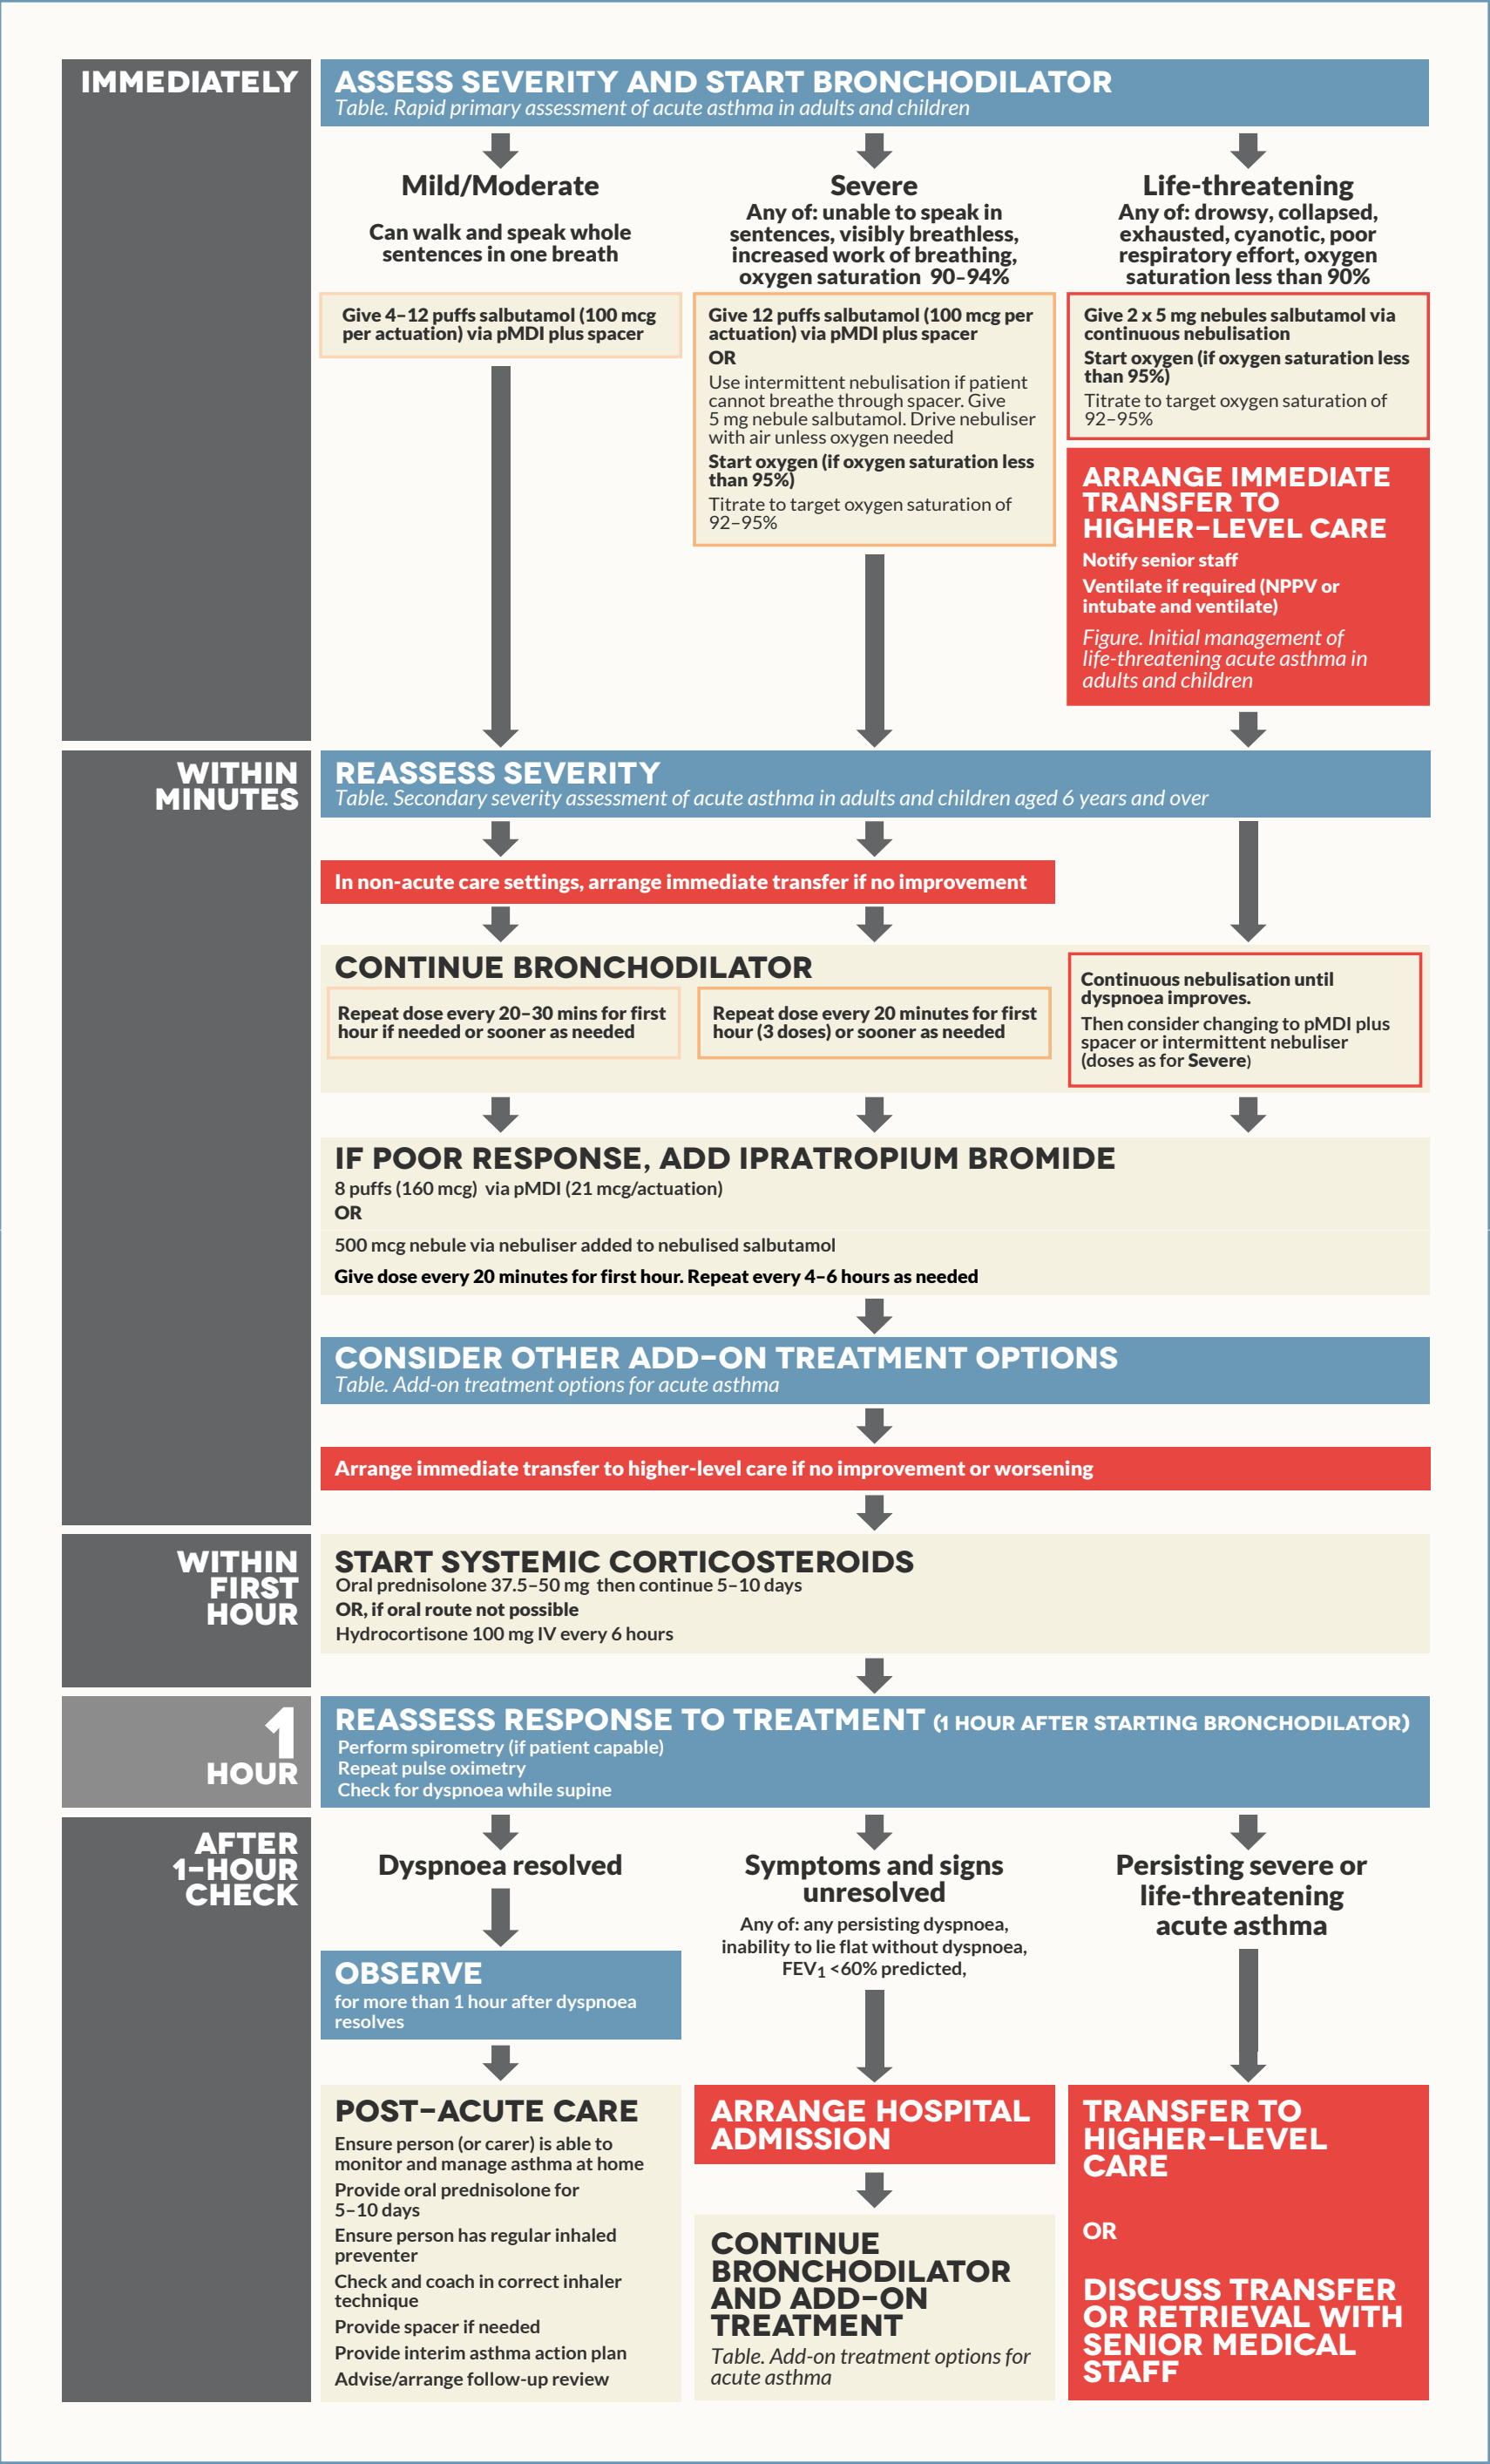 IMMEDIATELY
ASSESS SEVERITY AND START BRONCHODILATOR
Table. Rapid primary assessment of acute asthma in adults and children
Mild/Moderate
Can walk and speak whole
sentences in one breath
Give 4–12 puffs salbutamol (100 mcg
per actuation) via pMDI plus spacer
Severe
Any of: unable to speak in
sentences, visibly breathless,
increased work of breathing,
oxygen saturation 90–94%
Give 12 puffs salbutamol (100 mcg per
actuation) via pMDI plus spacer
OR
Use intermittent nebulisation if patient
cannot breathe through spacer. Give
5 mg nebule salbutamol. Drive nebuliser
with air unless oxygen needed
Start oxygen (if oxygen saturation less
than 95%)
Titrate to target oxygen saturation of
92–95%
Life-threatening
Any of: drowsy, collapsed,
exhausted, cyanotic, poor
respiratory effort, oxygen
saturation less than 90%
Give 2 x 5 mg nebules salbutamol via
continuous nebulisation
Start oxygen (if oxygen saturation less
than 95%)
Titrate to target oxygen saturation of
92–95%
ARRANGE IMMEDIATE
TRANSFER TO
HIGHER–LEVEL CARE
Notify senior staff
Ventilate if required (NPPV or
intubate and ventilate)
Figure. Initial management of
life-threatening acute asthma in
adults and children
WITHIN
MINUTES
REASSESS SEVERITY
Table. Secondary severity assessment of acute asthma in adults and children aged 6 years and over
In non-acute care settings, arrange immediate transfer if no improvement
CONTINUE BRONCHODILATOR
Repeat dose every 20–30 mins for first
hour if needed or sooner as needed
Repeat dose every 20 minutes for first
hour (3 doses) or sooner as needed
Continuous nebulisation until
dyspnoea improves.
Then consider changing to pMDI plus
spacer or intermittent nebuliser
(doses as for Severe)
IF POOR RESPONSE, ADD IPRATROPIUM BROMIDE
8 puffs (160 mcg) via pMDI (21 mcg/actuation)
OR
500 mcg nebule via nebuliser added to nebulised salbutamol
Give dose every 20 minutes for first hour. Repeat every 4–6 hours as needed
CONSIDER OTHER ADD–ON TREATMENT OPTIONS
Table. Add-on treatment options for acute asthma
Arrange immediate transfer to higher-level care if no improvement or worsening
WITHIN
FIRST
HOUR
START SYSTEMIC CORTICOSTEROIDS
Oral prednisolone 37.5–50 mg then continue 5–10 days
OR, if oral route not possible
Hydrocortisone 100 mg IV every 6 hours
1
HOUR
REASSESS RESPONSE TO TREATMENT (1 HOUR AFTER STARTING BRONCHODILATOR)
Perform spirometry (if patient capable)
Repeat pulse oximetry
Check for dyspnoea while supine
AFTER
1–HOUR
CHECK
Dyspnoea resolved
OBSERVE
for more than 1 hour after dyspnoea
resolves
POST–ACUTE CARE
Ensure person (or carer) is able to
monitor and manage asthma at home
Provide oral prednisolone for
5–10 days
Ensure person has regular inhaled
preventer
Check and coach in correct inhaler
technique
Provide spacer if needed
Provide interim asthma action plan
Advise/arrange follow-up review
Symptoms and signs
unresolved
Any of: any persisting dyspnoea,
inability to lie flat without dyspnoea,
FEV1 <60% predicted,
ARRANGE HOSPITAL
ADMISSION
CONTINUE
BRONCHODILATOR
AND ADD–ON
TREATMENT
Table. Add-on treatment options for
acute asthma
Persisting severe or
life-threatening
acute asthma
TRANSFER TO
HIGHER–LEVEL
CARE
OR
DISCUSS TRANSFER
OR RETRIEVAL WITH
SENIOR MEDICAL
STAFF